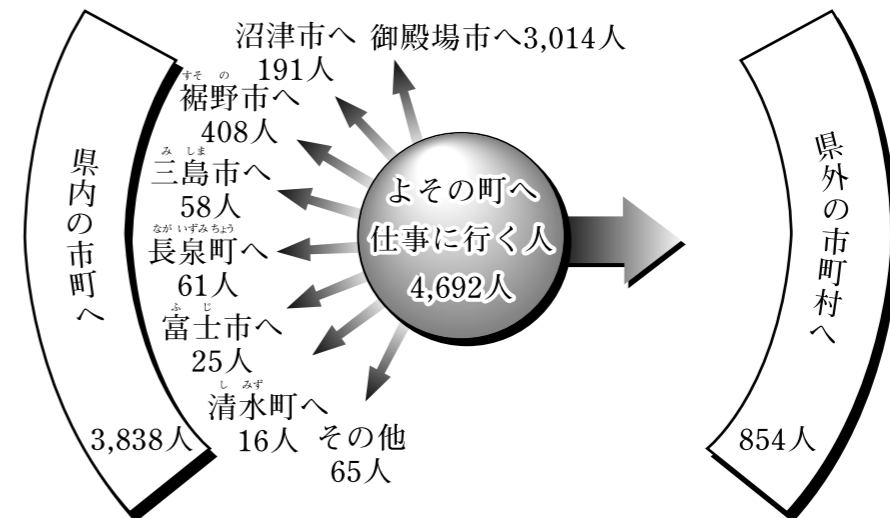 沼津市へ
191人
御殿場市へ3,014人
すその
裾野市へ
408人
みしま
三島市へ
58人
ながいずみちょう
長泉町へ
61人
ふじ
富士市へ
25人
しみず
清水町へ
16人
その他
65人
県内の市町へ
3,838人
よその町へ
仕事に行く人
4,692人
県外の市町村へ
854人